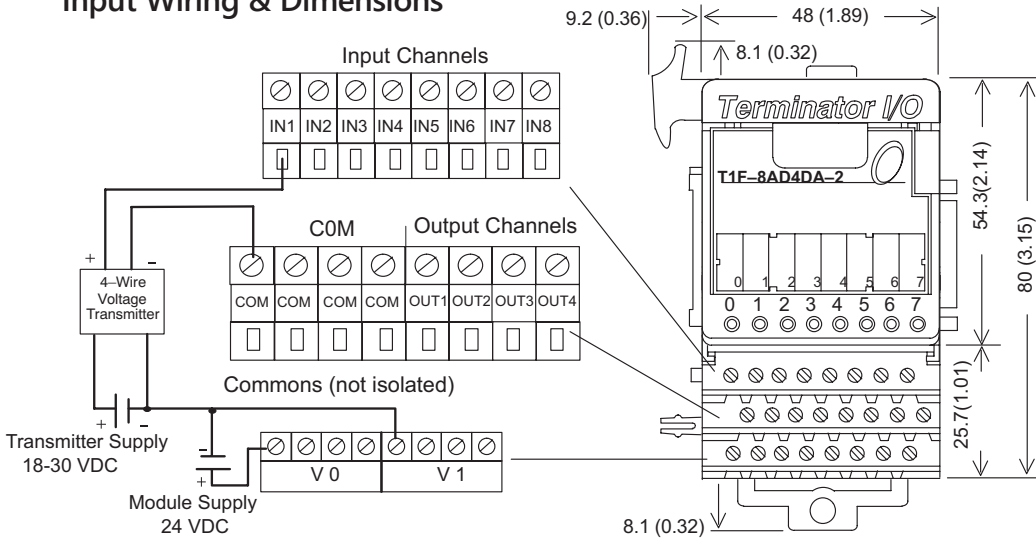 Input Wiring & Dimensions
9.2 (0.36)
48 (1.89)
8.1 (0.32)
Input Channels
IN1 IN2 IN3 IN4 IN5 IN6 IN7 IN8
Terminator I/O
T1F–8AD4DA–2
54.3(2.14)
80 (3.15)
C0M
Output Channels
+ -
4–Wire
Voltage
Transmitter
COM COM COM COM OUT1 OUT2 OUT3 OUT4
0 1 2 3 4 5 6 7
0 1 2 3 4 5 6 7
25.7(1.01)
Commons (not isolated)
+ -
Transmitter Supply
18-30 VDC
-
+
V 0 V 1
Module Supply
24 VDC
8.1 (0.32)